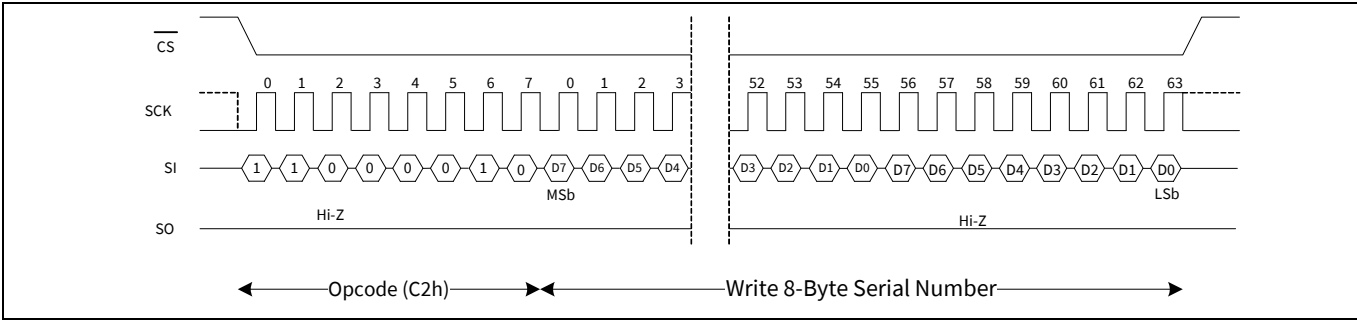 CS
0 1 2 3 4 5 6 7 0 1 2 3 52 53 54 55 56 57 58 59 60 61 62 63
SCK
SI 1 1 0 0 0 0 1 0 D7 D6 D5 D4 D3 D2 D1 D0 D7 D6 D5 D4 D3 D2 D1 D0
MSb LSb
Hi-Z Hi-Z
SO
Opcode (C2h) Write 8-Byte Serial Number